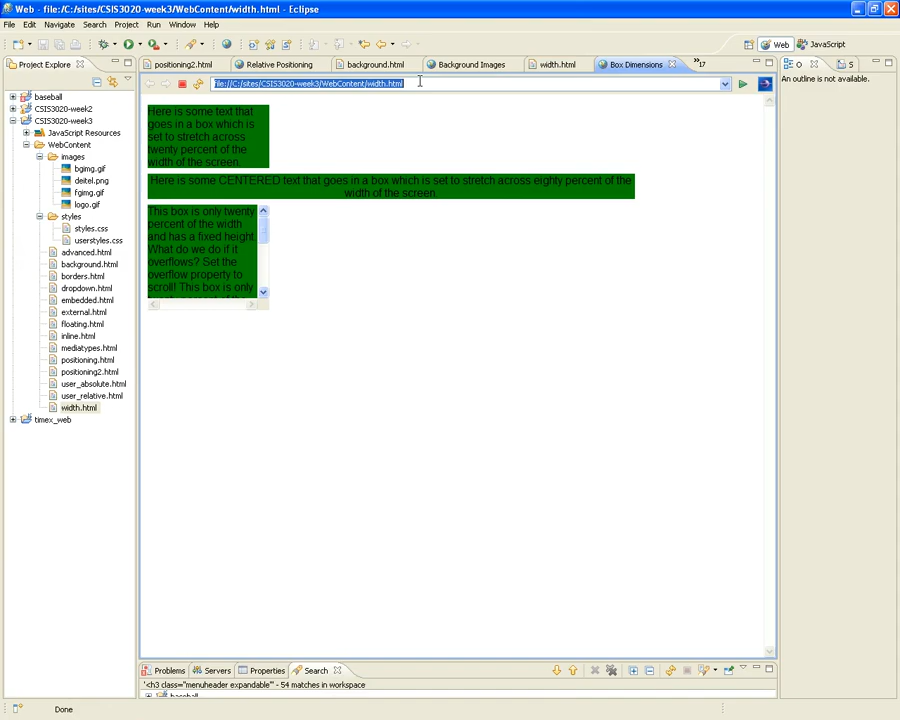 Web - file:/C:/sites/CSIS3020-week3/WebContent/width.html - Eclipse
File Edit Navigate Search Project Run Window Help
Web JavaScript
Project Explore
positioning2.html Relative Positioning background.html Background Images width.html Box Dimensions »17
O S
file://C:/sites/CSIS3020-week3/WebContent/width.html
An outline is not available.
baseball
CSIS3020-week2
CSIS3020-week3
JavaScript Resources
WebContent
images
bgimg.gif
deitel.png
fgimg.gif
logo.gif
styles
styles.css
userstyles.css
advanced.html
background.html
borders.html
dropdown.html
embedded.html
external.html
floating.html
inline.html
mediatypes.html
positioning.html
positioning2.html
user_absolute.html
user_relative.html
width.html
timex_web
Here is some text that
goes in a box which is
set to stretch across
twenty percent of the
width of the screen.
Here is some CENTERED text that goes in a box which is set to stretch across eighty percent of the
width of the screen.
This box is only twenty
percent of the width
and has a fixed height.
What do we do if it
overflows? Set the
overflow property to
scroll! This box is only
Problems Servers Properties Search
'<h3 class="menuheader expandable"' - 54 matches in workspace
baseball
Done